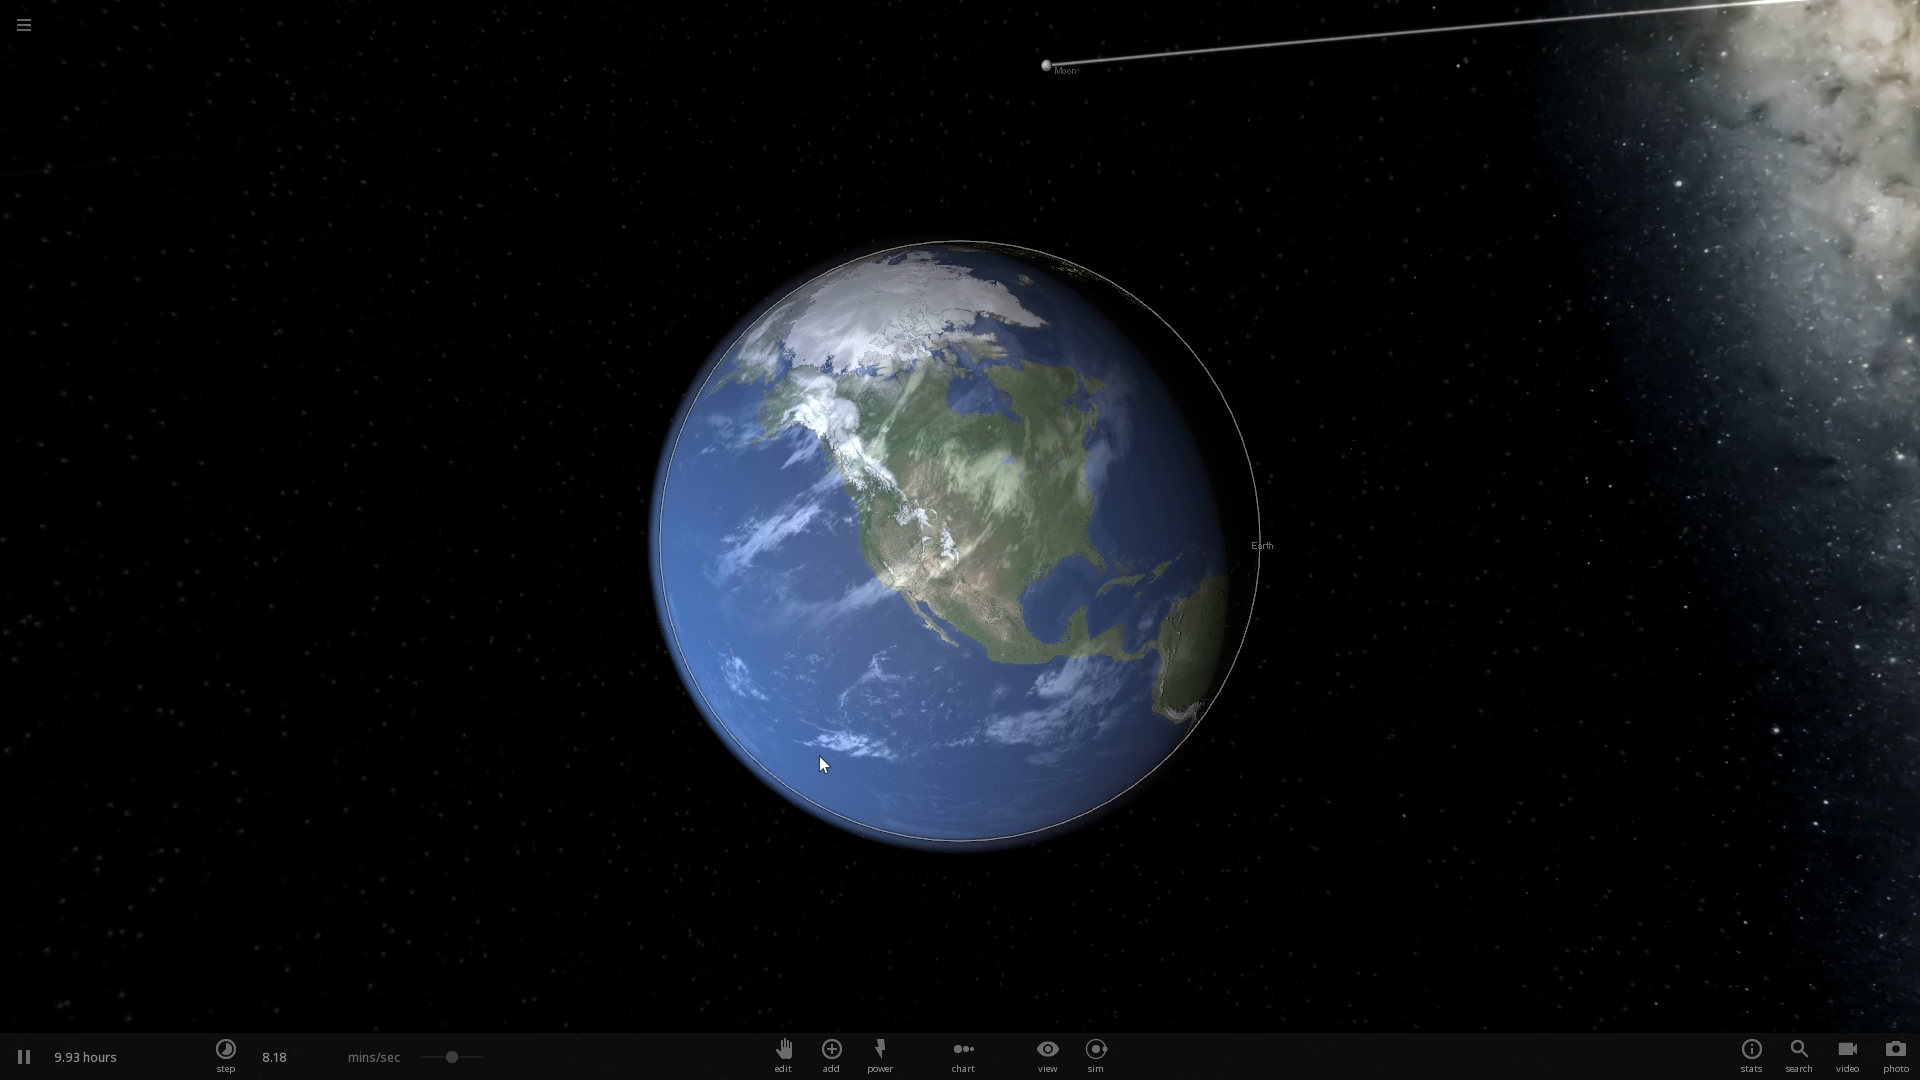 Moon
Earth
9.93 hours
step
8.18
mins/sec
edit
add
power
chart
view
sim
stats
search
video
photo